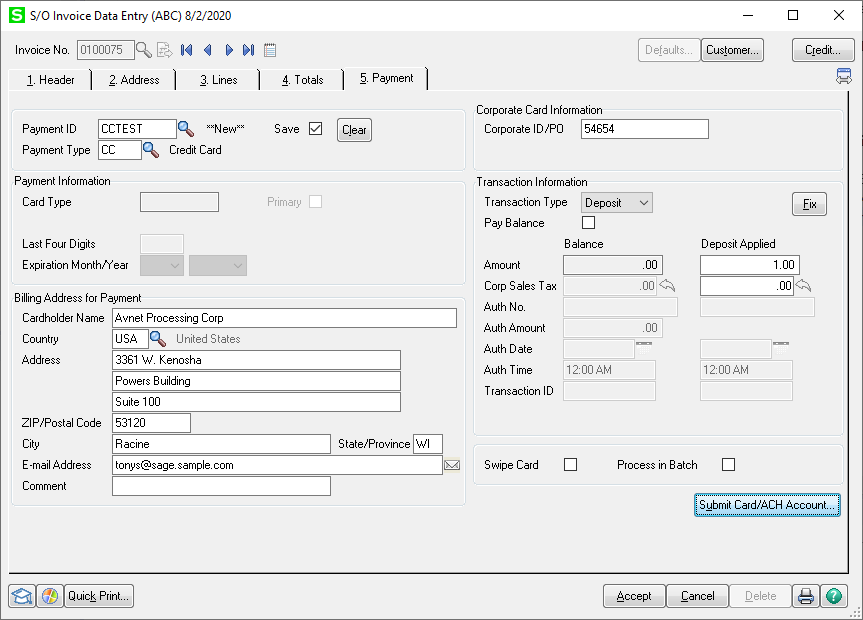 S S/O Invoice Data Entry (ABC) 8/2/2020
Invoice No. 0100075 Defaults... Customer... Credit...
1. Header 2. Address 3. Lines 4. Totals 5. Payment
Payment ID CCTEST **New** Save Clear
Payment Type CC Credit Card
Corporate Card Information
Corporate ID/PO 54654
Payment Information
Card Type Primary
Last Four Digits
Expiration Month/Year
Transaction Information
Transaction Type Deposit Fix
Pay Balance
Balance Deposit Applied
Amount .00 1.00
Corp Sales Tax .00 .00
Auth No.
Auth Amount .00
Auth Date
Auth Time 12:00 AM 12:00 AM
Transaction ID
Billing Address for Payment
Cardholder Name Avnet Processing Corp
Country USA United States
Address 3361 W. Kenosha
Powers Building
Suite 100
ZIP/Postal Code 53120
City Racine State/Province WI
E-mail Address tonys@sage.sample.com
Comment
Swipe Card Process in Batch
Submit Card/ACH Account...
Quick Print... Accept Cancel Delete ?